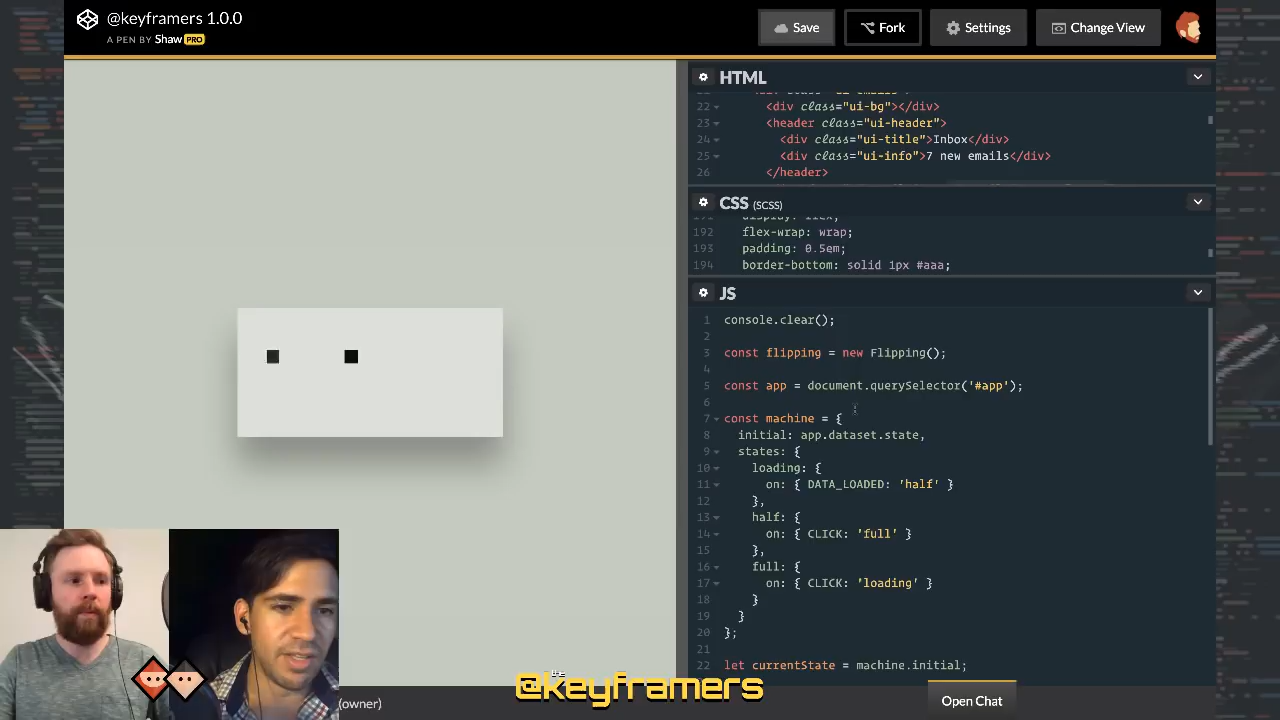 @keyframers 1.0.0
A PEN BY Shaw PRO
Save
Fork
Settings
Change View
HTML
22 <div class="ui-bg"></div>
23 <header class="ui-header">
24 <div class="ui-title">Inbox</div>
25 <div class="ui-info">7 new emails</div>
26 </header>
CSS (SCSS)
192 flex-wrap: wrap;
193 padding: 0.5em;
194 border-bottom: solid 1px #aaa;
JS
1 console.clear();
2
3 const flipping = new Flipping();
4
5 const app = document.querySelector('#app');
6
7 const machine = {
8 initial: app.dataset.state,
9 states: {
10 loading: {
11 on: { DATA_LOADED: 'half' }
12 },
13 half: {
14 on: { CLICK: 'full' }
15 },
16 full: {
17 on: { CLICK: 'loading' }
18 }
19 }
20 };
21
22 let currentState = machine.initial;
the
@keyframers
(owner)
Open Chat